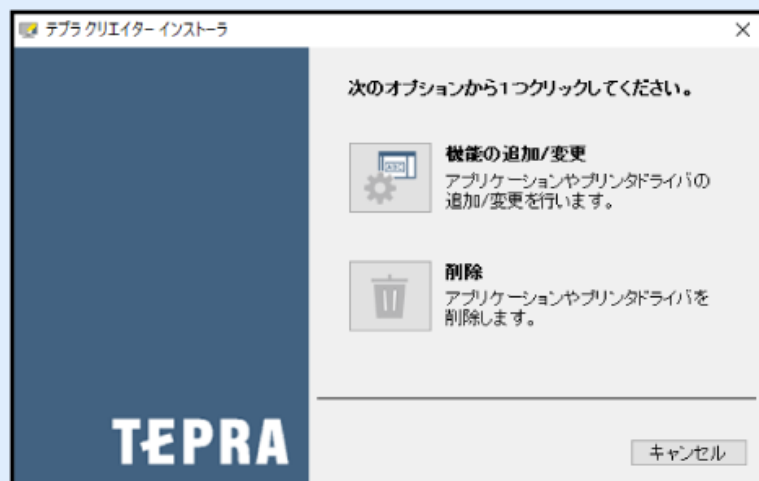 テプラ クリエイター インストーラ
次のオプションから1つクリックしてください。
機能の追加/変更
アプリケーションやプリンタドライバの
追加/変更を行います。
削除
アプリケーションやプリンタドライバを
削除します。
TEPRA
キャンセル